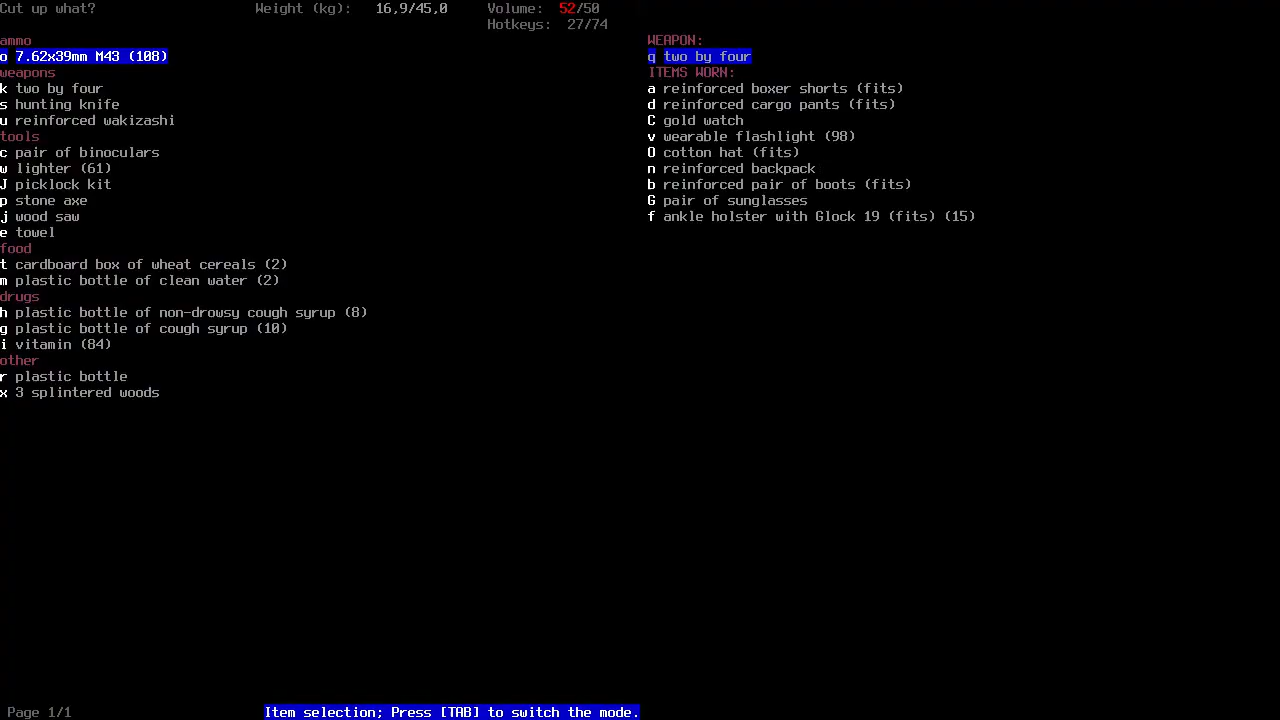 Cut up what? Weight (kg): 16,9/45,0 Volume: 52/50
Hotkeys: 27/74
ammo
o 7.62x39mm M43 (108)
weapons
k two by four
s hunting knife
u reinforced wakizashi
tools
c pair of binoculars
w lighter (61)
J picklock kit
p stone axe
j wood saw
e towel
food
t cardboard box of wheat cereals (2)
m plastic bottle of clean water (2)
drugs
h plastic bottle of non-drowsy cough syrup (8)
g plastic bottle of cough syrup (10)
i vitamin (84)
other
r plastic bottle
x 3 splintered woods
WEAPON:
q two by four
ITEMS WORN:
a reinforced boxer shorts (fits)
d reinforced cargo pants (fits)
C gold watch
v wearable flashlight (98)
O cotton hat (fits)
n reinforced backpack
b reinforced pair of boots (fits)
G pair of sunglasses
f ankle holster with Glock 19 (fits) (15)
Page 1/1 Item selection; Press [TAB] to switch the mode.